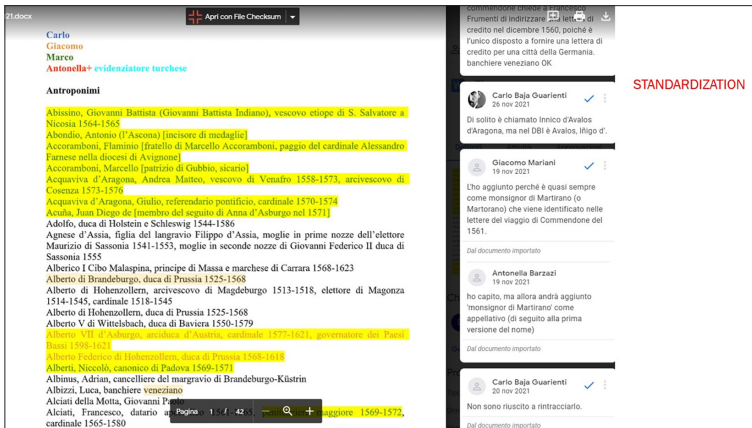 21.docx
Apri con File Checksum
Carlo
Giacomo
Marco
Antonella+ evidenziatore turchese
Antroponimi
Abissino, Giovanni Battista (Giovanni Battista Indiano), vescovo etiope di S. Salvatore a
Nicosia 1564-1565
Abondio, Antonio (l'Ascona) [incisore di medaglie]
Accoramboni, Flaminio [fratello di Marcello Accoramboni, paggio del cardinale Alessandro
Farnese nella diocesi di Avignone]
Accoramboni, Marcello [patrizio di Gubbio, sicario]
Acquaviva d'Aragona, Andrea Matteo, vescovo di Venafro 1558-1573, arcivescovo di
Cosenza 1573-1576
Acquaviva d'Aragona, Giulio, referendario pontificio, cardinale 1570-1574
Acuña, Juan Diego de [membro del seguito di Anna d'Asburgo nel 1571]
Adolfo, duca di Holstein e Schleswig 1544-1586
Agnese d'Assia, figlia del langravio Filippo d'Assia, moglie in prime nozze dell'elettore
Maurizio di Sassonia 1541-1553, moglie in seconde nozze di Giovanni Federico II duca di
Sassonia 1555
Alberico I Cibo Malaspina, principe di Massa e marchese di Carrara 1568-1623
Alberto di Brandeburgo, duca di Prussia 1525-1568
Alberto di Hohenzollern, arcivescovo di Magdeburgo 1513-1518, elettore di Magonza
1514-1545, cardinale 1518-1545
Alberto di Hohenzollern, duca di Prussia 1525-1568
Alberto V di Wittelsbach, duca di Baviera 1550-1579
Alberto VII d'Asburgo, arciduca d'Austria, cardinale 1577-1621, governatore dei Paesi
Bassi 1598-1621
Alberto Federico di Hohenzollern, duca di Prussia 1568-1618
Alberti, Niccolò, canonico di Padova 1569-1571
Albinus, Adrian, cancelliere del margravio di Brandeburgo-Küstrin
Albizzi, Luca, banchiere veneziano
Alciati della Motta, Giovanni
Alciati, Francesco, datario maggiore 1569-1572,
cardinale 1565-1580
Pagina 1 / 42
commendone chiede a Francesco
Frumenti di indirizzare una lettera di
credito nel dicembre 1560, poiché è
l'unico disposto a fornire una lettera di
credito per una città della Germania.
banchiere veneziano OK
Carlo Baja Guarienti
26 nov 2021
Di solito è chiamato Innico d'Avalos
d'Aragona, ma nel DBI è Avalos, Iñigo d'.
Giacomo Mariani
19 nov 2021
L'ho aggiunto perché è quasi sempre
come monsignor di Martirano (o
Martorano) che viene identificato nelle
lettere del viaggio di Commendone del
1561.
Dal documento importato
Antonella Barzazi
19 nov 2021
ho capito, ma allora andrà aggiunto
'monsignor di Martirano' come
appellativo (di seguito alla prima
versione del nome)
Dal documento importato
Carlo Baja Guarienti
20 nov 2021
Non sono riuscito a rintracciarlo.
Dal documento importato
STANDARDIZATION